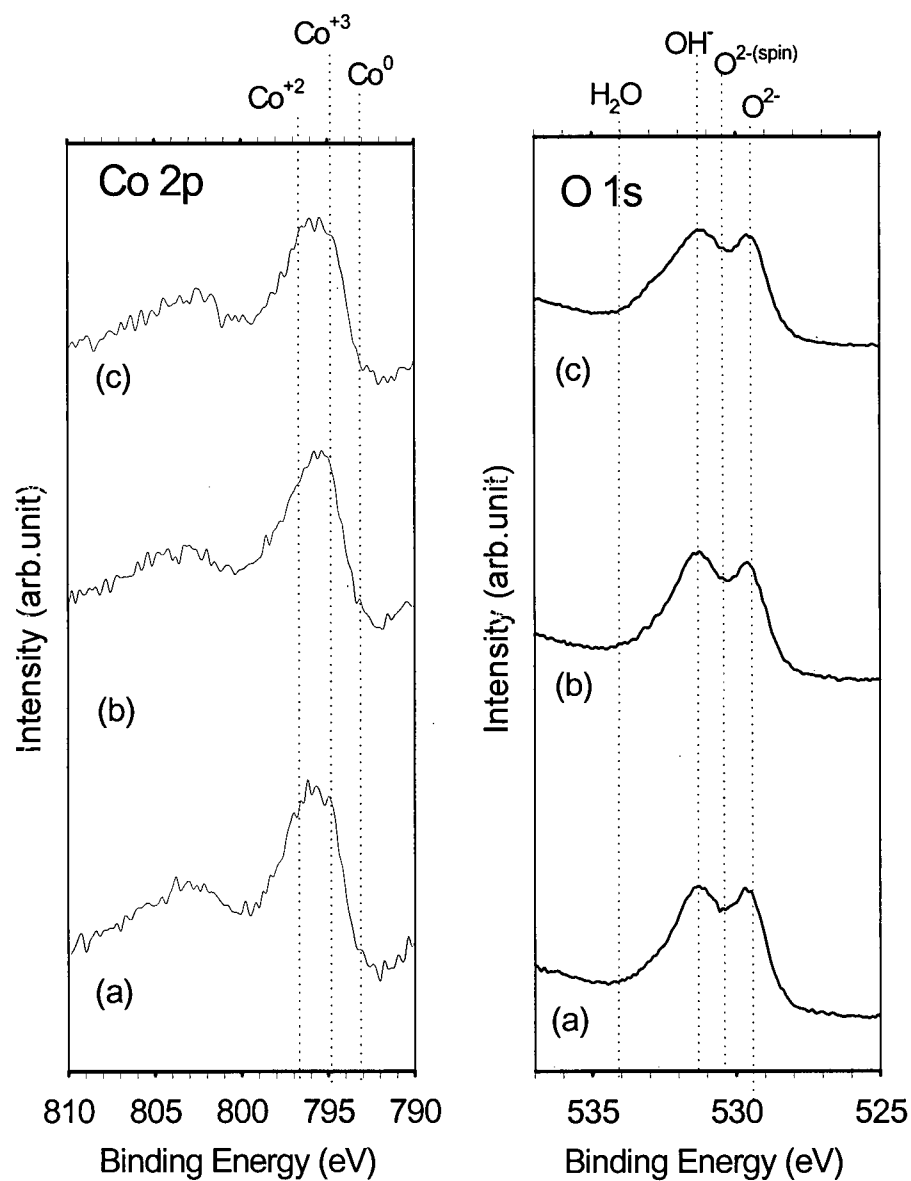 Co⁺²
Co⁺³
Co⁰
Co 2p
(c)
(b)
(a)
Intensity (arb.unit)
810 805 800 795 790
Binding Energy (eV)
H₂O
OH⁻
O²⁻⁽ˢᵖⁱⁿ⁾
O²⁻
O 1s
(c)
(b)
(a)
Intensity (arb.unit)
535 530 525
Binding Energy (eV)